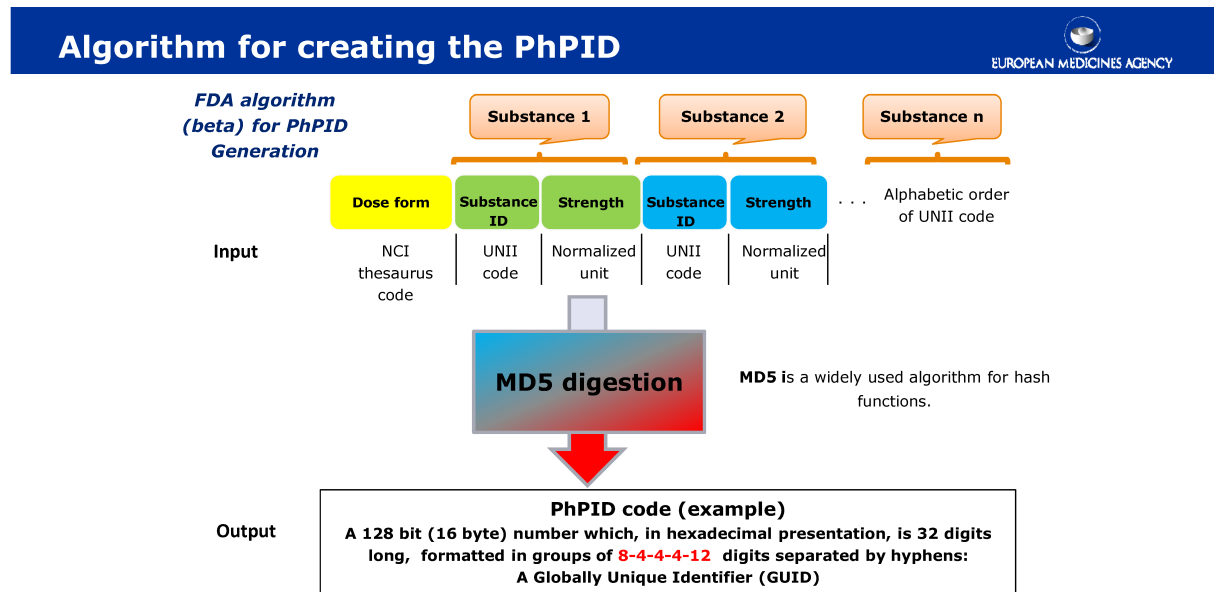 Algorithm for creating the PhPID
EUROPEAN MEDICINES AGENCY
FDA algorithm
(beta) for PhPID
Generation
Substance 1
Substance 2
Substance n
Dose form
Substance
ID
Strength
Substance
ID
Strength
. . .
Alphabetic order
of UNII code
Input
NCI
thesaurus
code
UNII
code
Normalized
unit
UNII
code
Normalized
unit
MD5 digestion
MD5 is a widely used algorithm for hash
functions.
Output
PhPID code (example)
A 128 bit (16 byte) number which, in hexadecimal presentation, is 32 digits
long, formatted in groups of 8-4-4-4-12 digits separated by hyphens:
A Globally Unique Identifier (GUID)